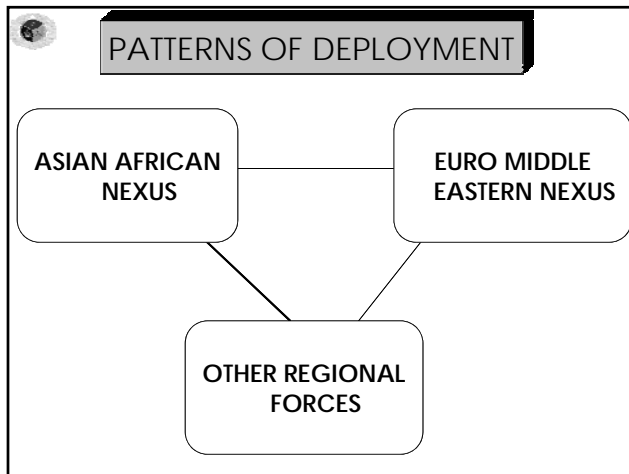 PATTERNS OF DEPLOYMENT
ASIAN AFRICAN
NEXUS
EURO MIDDLE
EASTERN NEXUS
OTHER REGIONAL
FORCES